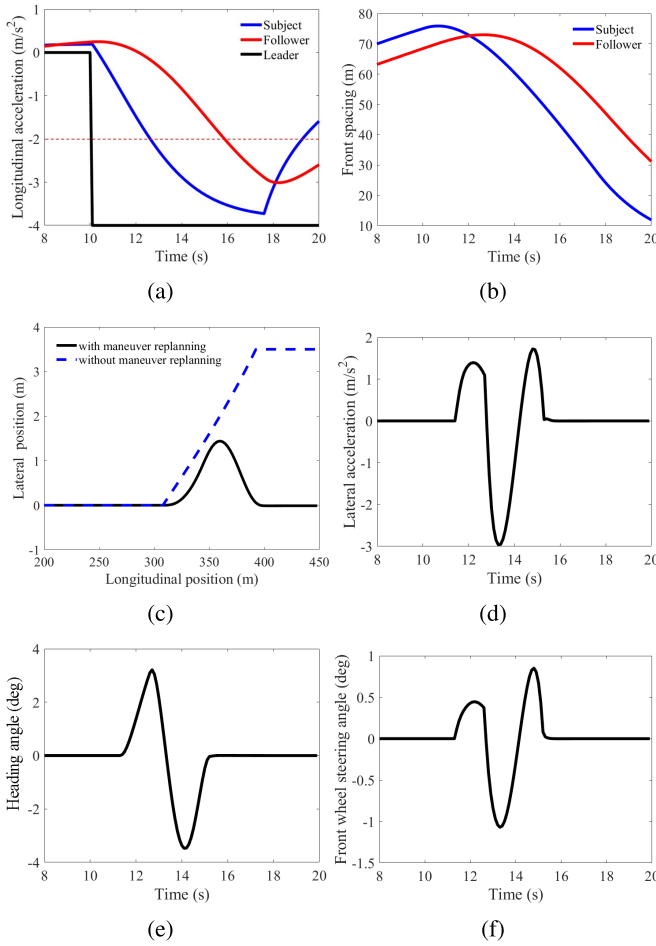 Longitudinal acceleration (m/s²)
1
0
-1
-2
-3
-4
8 10 12 14 16 18 20
Time (s)
Subject
Follower
Leader
(a)
Front spacing (m)
80
70
60
50
40
30
20
10
8 10 12 14 16 18 20
Time (s)
Subject
Follower
(b)
Lateral position (m)
4
3
2
1
0
-1
200 250 300 350 400 450
Longitudinal position (m)
with maneuver replanning
without maneuver replanning
(c)
Lateral acceleration (m/s²)
2
1
0
-1
-2
-3
8 10 12 14 16 18 20
Time (s)
(d)
Heading angle (deg)
4
2
0
-2
-4
8 10 12 14 16 18 20
Time (s)
(e)
Front wheel steering angle (deg)
1
0.5
0
-0.5
-1
-1.5
8 10 12 14 16 18 20
Time (s)
(f)